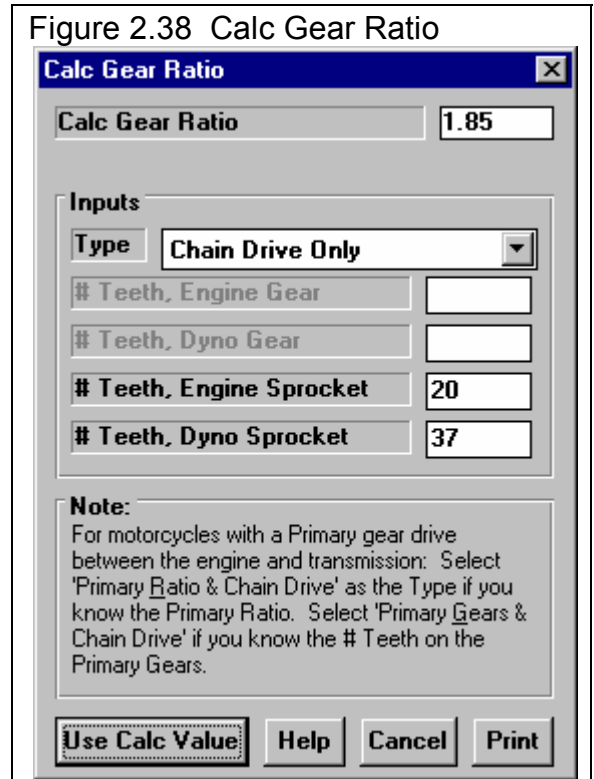 Figure 2.38 Calc Gear Ratio
Calc Gear Ratio
Calc Gear Ratio 1.85
Inputs
Type Chain Drive Only
# Teeth, Engine Gear
# Teeth, Dyno Gear
# Teeth, Engine Sprocket 20
# Teeth, Dyno Sprocket 37
Note:
For motorcycles with a Primary gear drive
between the engine and transmission: Select
'Primary Ratio & Chain Drive' as the Type if you
know the Primary Ratio. Select 'Primary Gears &
Chain Drive' if you know the # Teeth on the
Primary Gears.
Use Calc Value Help Cancel Print